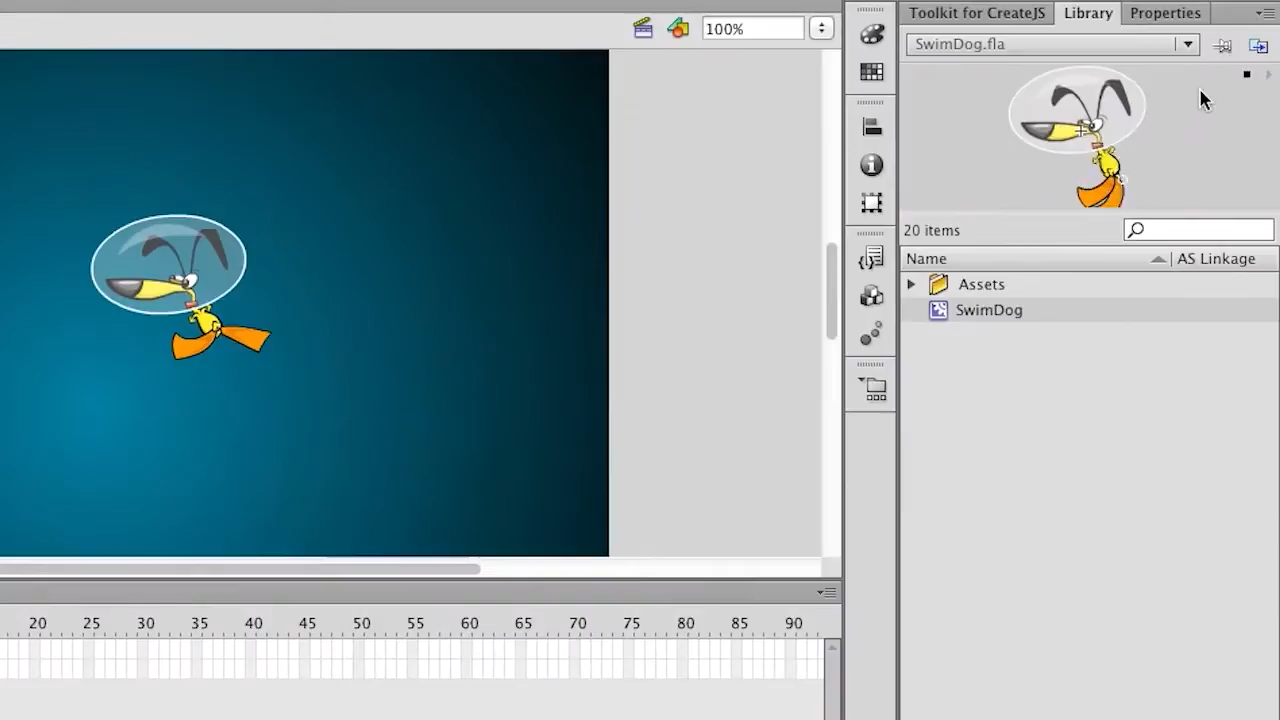 Toolkit for CreateJS Library Properties
100%
SwimDog.fla
20 items
Name AS Linkage
Assets
SwimDog
20 25 30 35 40 45 50 55 60 65 70 75 80 85 90